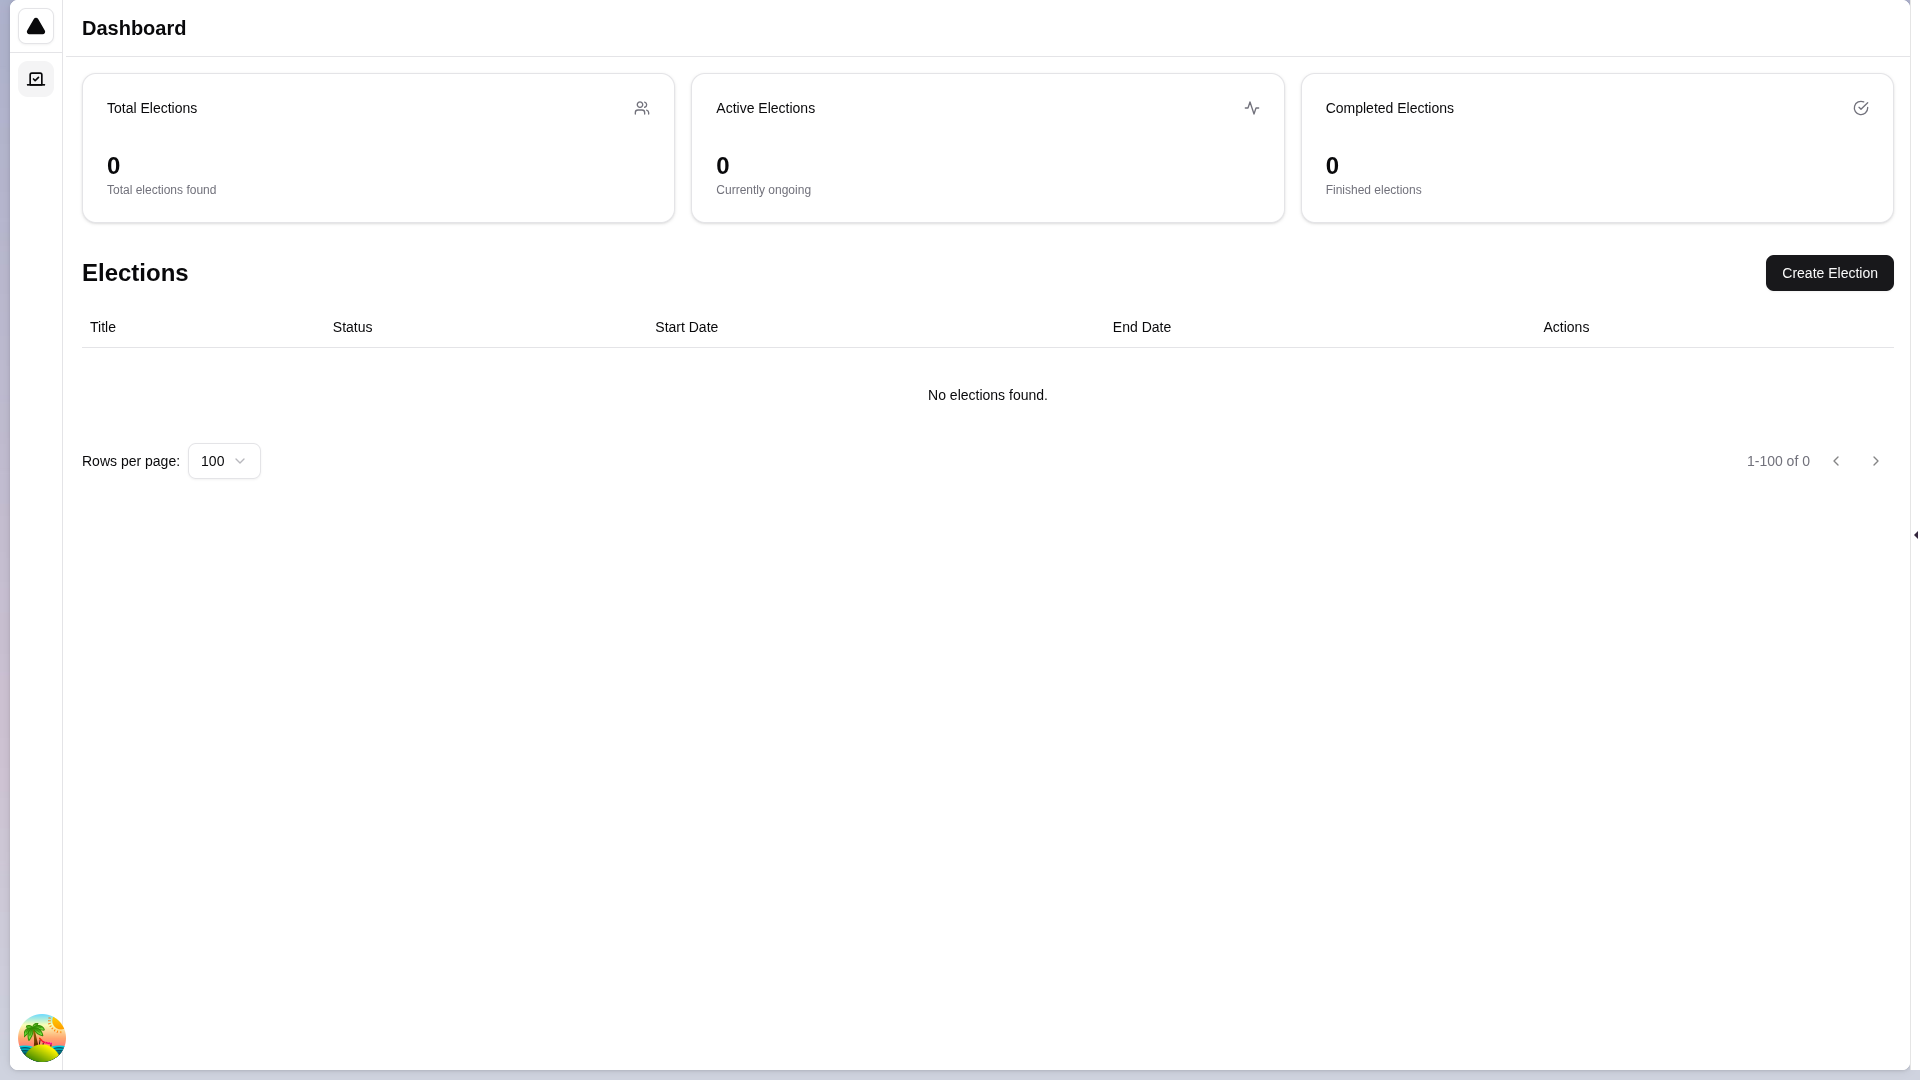 Dashboard
Total Elections
0
Total elections found
Active Elections
0
Currently ongoing
Completed Elections
0
Finished elections
Elections
Create Election
Title Status Start Date End Date Actions
No elections found.
Rows per page: 100
1-100 of 0